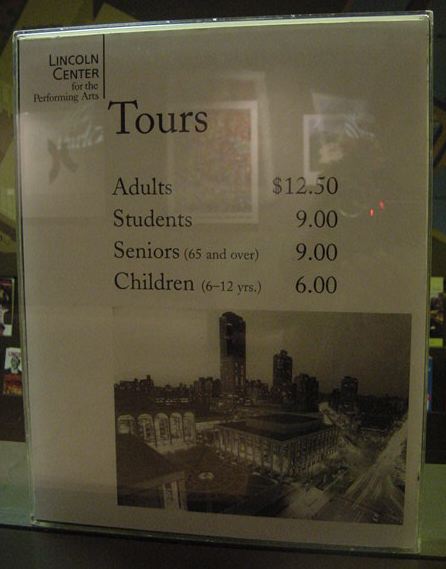 LINCOLN
CENTER
for the
Performing Arts
Tours
Adults $12.50
Students 9.00
Seniors (65 and over) 9.00
Children (6–12 yrs.) 6.00